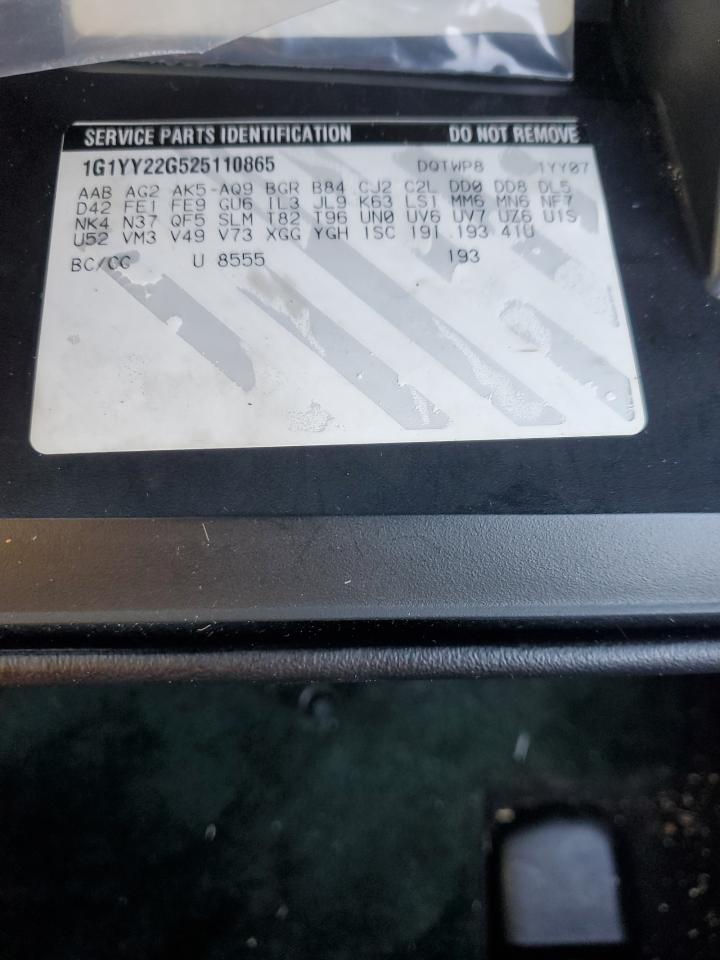 SERVICE PARTS IDENTIFICATION DO NOT REMOVE
1G1YY22G525110865 DQTWP8 1YY07
AAB AG2 AK5 AQ9 BGR B84 CJ2 C2L DD0 DD8 DL5
D42 FE1 FE9 GU6 IL3 JL9 K63 LS1 MM6 MN6 NF7
NK4 N37 QF5 SLM T82 T96 UN0 UV6 UV7 UZ6 U1S
U52 VM3 V49 V73 XGG YGH 1SC 19I 193 41U
BC/CC U 8555 193